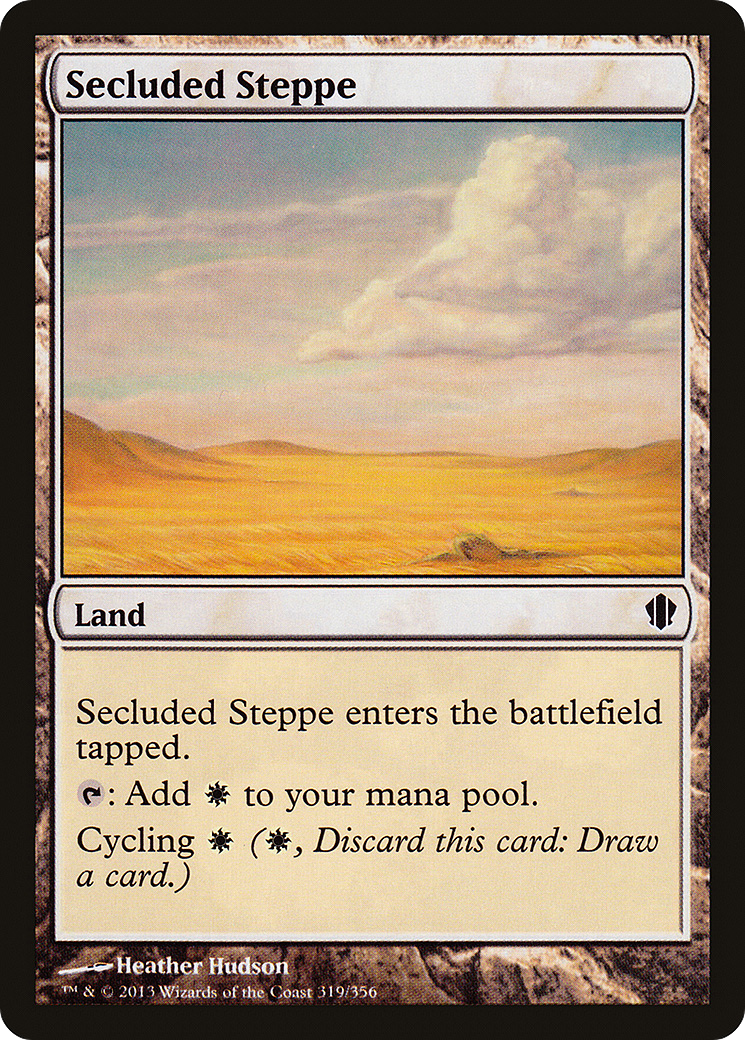 Secluded Steppe
Land
Secluded Steppe enters the battlefield
tapped.
: Add to your mana pool.
Cycling (, Discard this card: Draw
a card.)
Heather Hudson
™ & © 2013 Wizards of the Coast 319/356